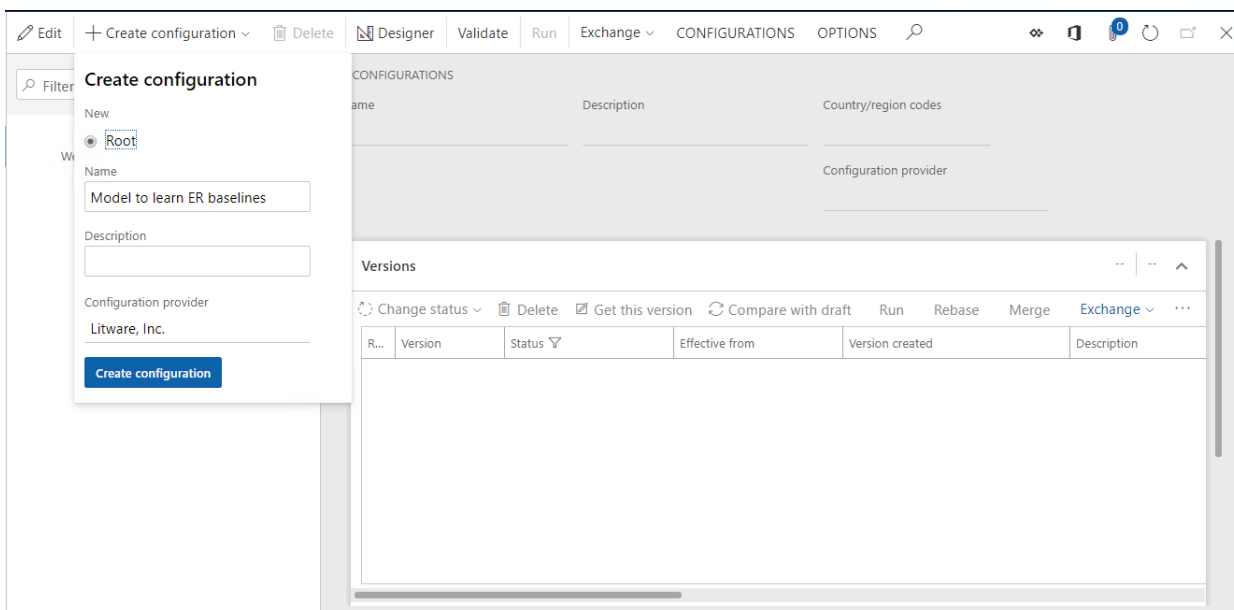 Edit Create configuration Delete Designer Validate Run Exchange CONFIGURATIONS OPTIONS 0
Filter
Create configuration
New
Root
Name
Model to learn ER baselines
Description
Configuration provider
Litware, Inc.
Create configuration
We
CONFIGURATIONS
ame Description Country/region codes
Configuration provider
Versions -- --
Change status Delete Get this version Compare with draft Run Rebase Merge Exchange ...
R... Version Status Effective from Version created Description